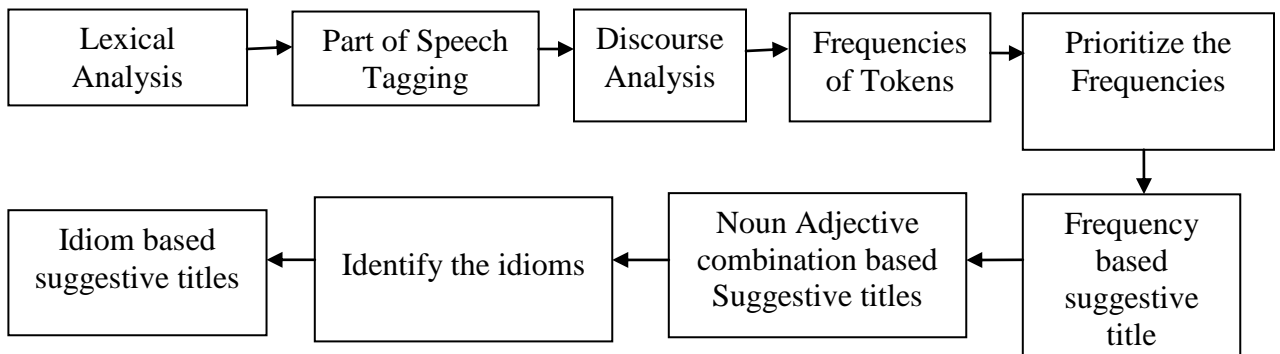 Lexical
Analysis
Part of Speech
Tagging
Discourse
Analysis
Frequencies
of Tokens
Prioritize the
Frequencies
Frequency
based
suggestive
title
Noun Adjective
combination based
Suggestive titles
Identify the idioms
Idiom based
suggestive titles